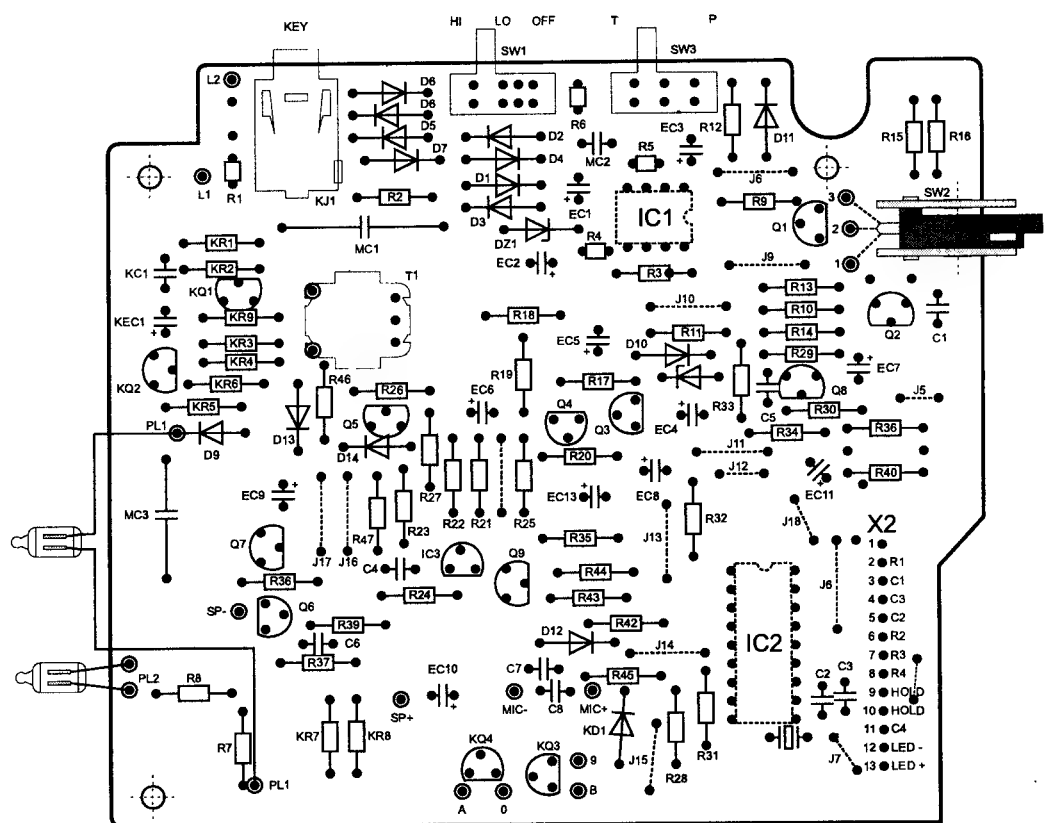 HI LO OFF T P
KEY SW1 SW3
L2
D6
D6
D5
D7
R6
EC3
R12
D11
R15
R16
D2
MC2
D4
R5
J6
L1
R1
KJ1
R2
D1
EC1
IC1
R9
3
SW2
D3
Q1
2
MC1
DZ1
R4
KR1
EC2
R3
J9
1
KC1
KR2
T1
KQ1
R13
J10
R10
KEC1
KR9
R18
R11
R14
Q2
C1
KR3
EC5
D10
R29
KR4
KQ2
R46
R19
R17
EC7
KR6
R26
EC6
R33
C5
Q8
J5
KR5
Q5
Q4
Q3
EC4
R30
PL1
D9
D13
D14
R34
R36
R20
J11
R27
J12
R40
MC3
EC9
R22
R21
R25
EC13
EC8
EC11
R47
R23
R32
X2
J18
Q7
J17
J16
IC3
Q9
R35
J13
1
C4
2 R1
R36
R44
3 C1
R24
R43
J6
4 C3
SP-
Q6
5 C2
R39
R42
D12
IC2
6 R2
C6
J14
7 R3
R37
C7
R45
8 R4
PL2
R8
EC10
C2
C3
9 HOLD
SP+
MIC-
C8
MIC+
10 HOLD
R7
KR7
KR8
KD1
R31
11 C4
KQ4
KQ3
9
J15
R28
J7
12 LED -
13 LED +
PL1
A
0
B